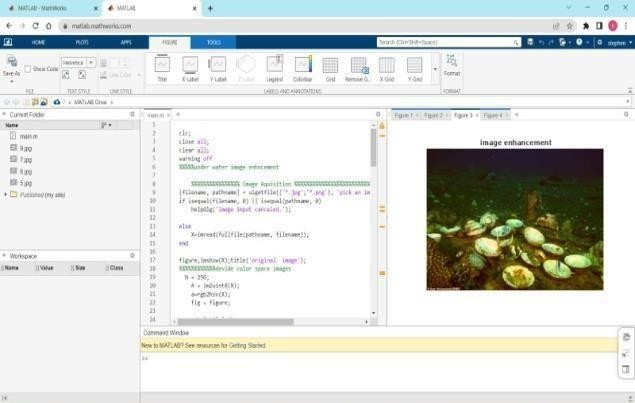 MATLAB - MathWorks x MATLAB x +
matlab.mathworks.com
HOME PLOTS APPS FIGURE TOOLS Search (Ctrl+Shift+Space) stephen
Save As Show Code Helvetica Line Color Title X-Label Y-Label Z-Label Legend Colorbar Grid Remove G... X-Grid Y-Grid Format
FILE TEXT STYLE LINE STYLE LABELS AND ANNOTATIONS FORMAT
/ › MATLAB Drive ›
Current Folder
Name
main.m
9.jpg
7.jpg
6.jpg
5.jpg
Published (my site)
Workspace
Name Value Size Class
main.m x +
1
2 clc;
3 close all;
4 clear all;
5 warning off
6
7
8
9 [filename, pathname] = uigetfile({'*.jpg';'*.png'}, 'pick an im
10 if isequal(filename, 0) || isequal(pathname, 0)
11 helpdlg('Image input canceled.');
12
13 else
14 X=imread(fullfile(pathname, filename));
15 end
16
17 figure,imshow(X);title('original image');
18 %%%%%%%%%%%devide color space images
19 N = 256;
20 A = im2uint8(X);
21 a=rgb2hsv(X);
22 fig = figure;
23
24
Figure 1 x Figure 2 x Figure 3 x Figure 4 x +
image enhancement
Command Window
New to MATLAB? See resources for Getting Started.
>>